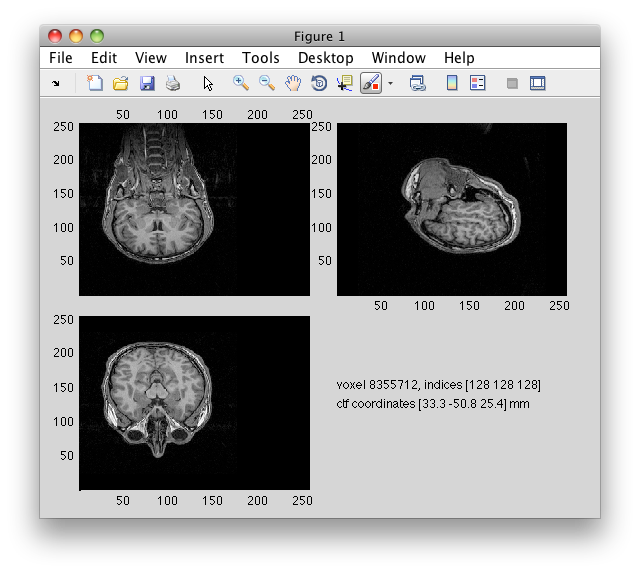 Figure 1
File Edit View Insert Tools Desktop Window Help
50 100 150 200 250
250
200
150
100
50
250
200
150
100
50
50 100 150 200 250
250
200
150
100
50
50 100 150 200 250
voxel 8355712, indices [128 128 128]
ctf coordinates [33.3 -50.8 25.4] mm